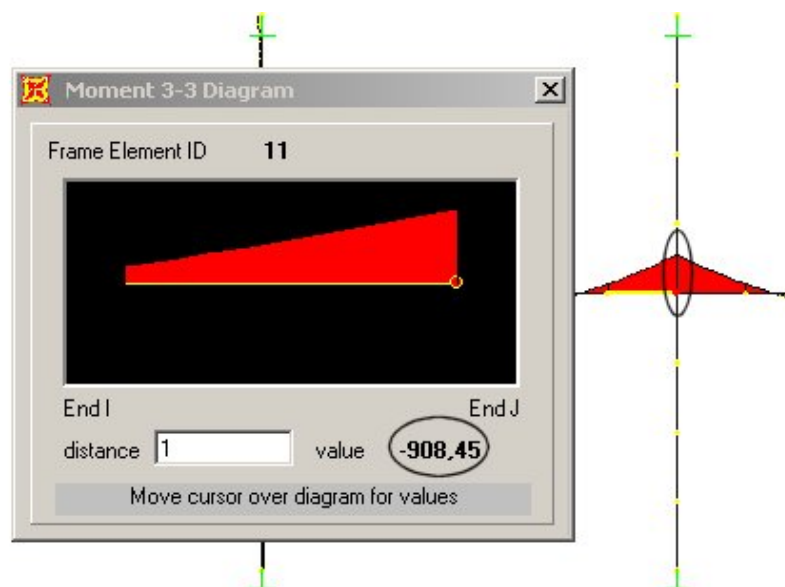 Moment 3-3 Diagram
Frame Element ID 11
End I End J
distance 1 value -908,45
Move cursor over diagram for values